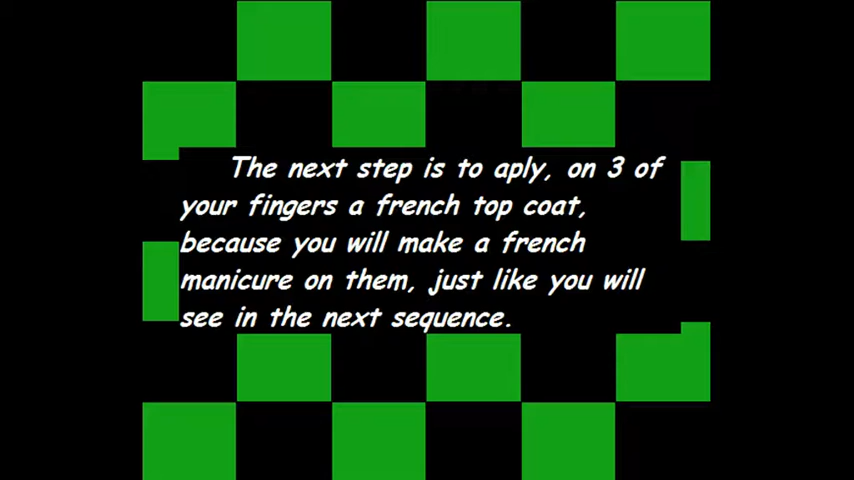 The next step is to aply, on 3 of
your fingers a french top coat,
because you will make a french
manicure on them, just like you will
see in the next sequence.